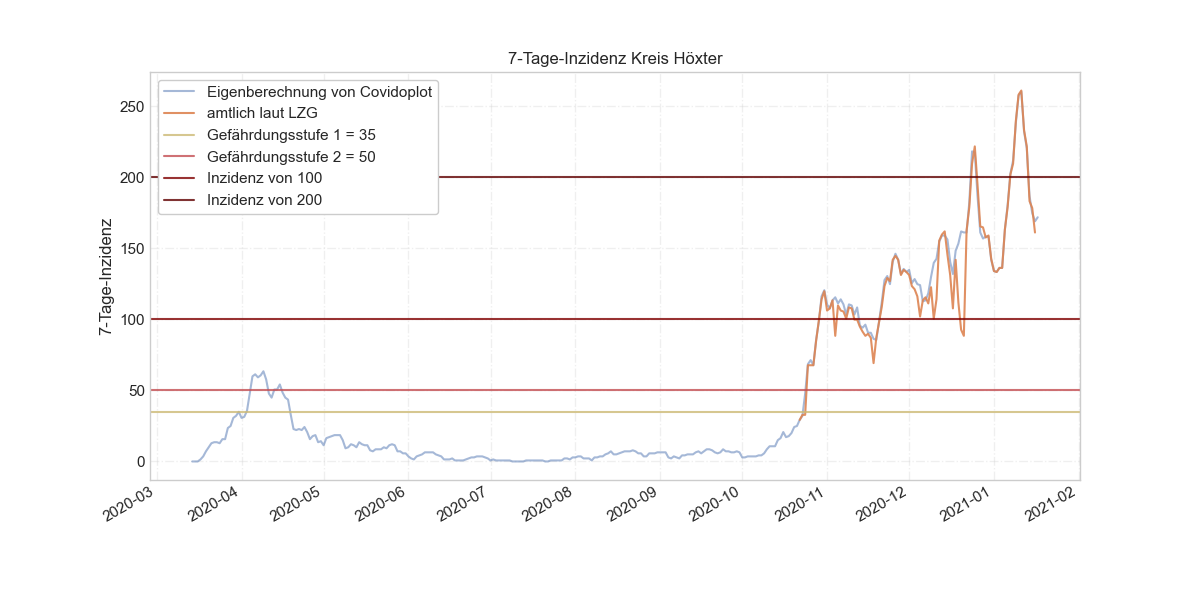 7-Tage-Inzidenz Kreis Höxter
Eigenberechnung von Covidoplot
amtlich laut LZG
Gefährdungsstufe 1 = 35
Gefährdungsstufe 2 = 50
Inzidenz von 100
Inzidenz von 200
7-Tage-Inzidenz
250
200
150
100
50
0
2020-03
2020-04
2020-05
2020-06
2020-07
2020-08
2020-09
2020-10
2020-11
2020-12
2021-01
2021-02